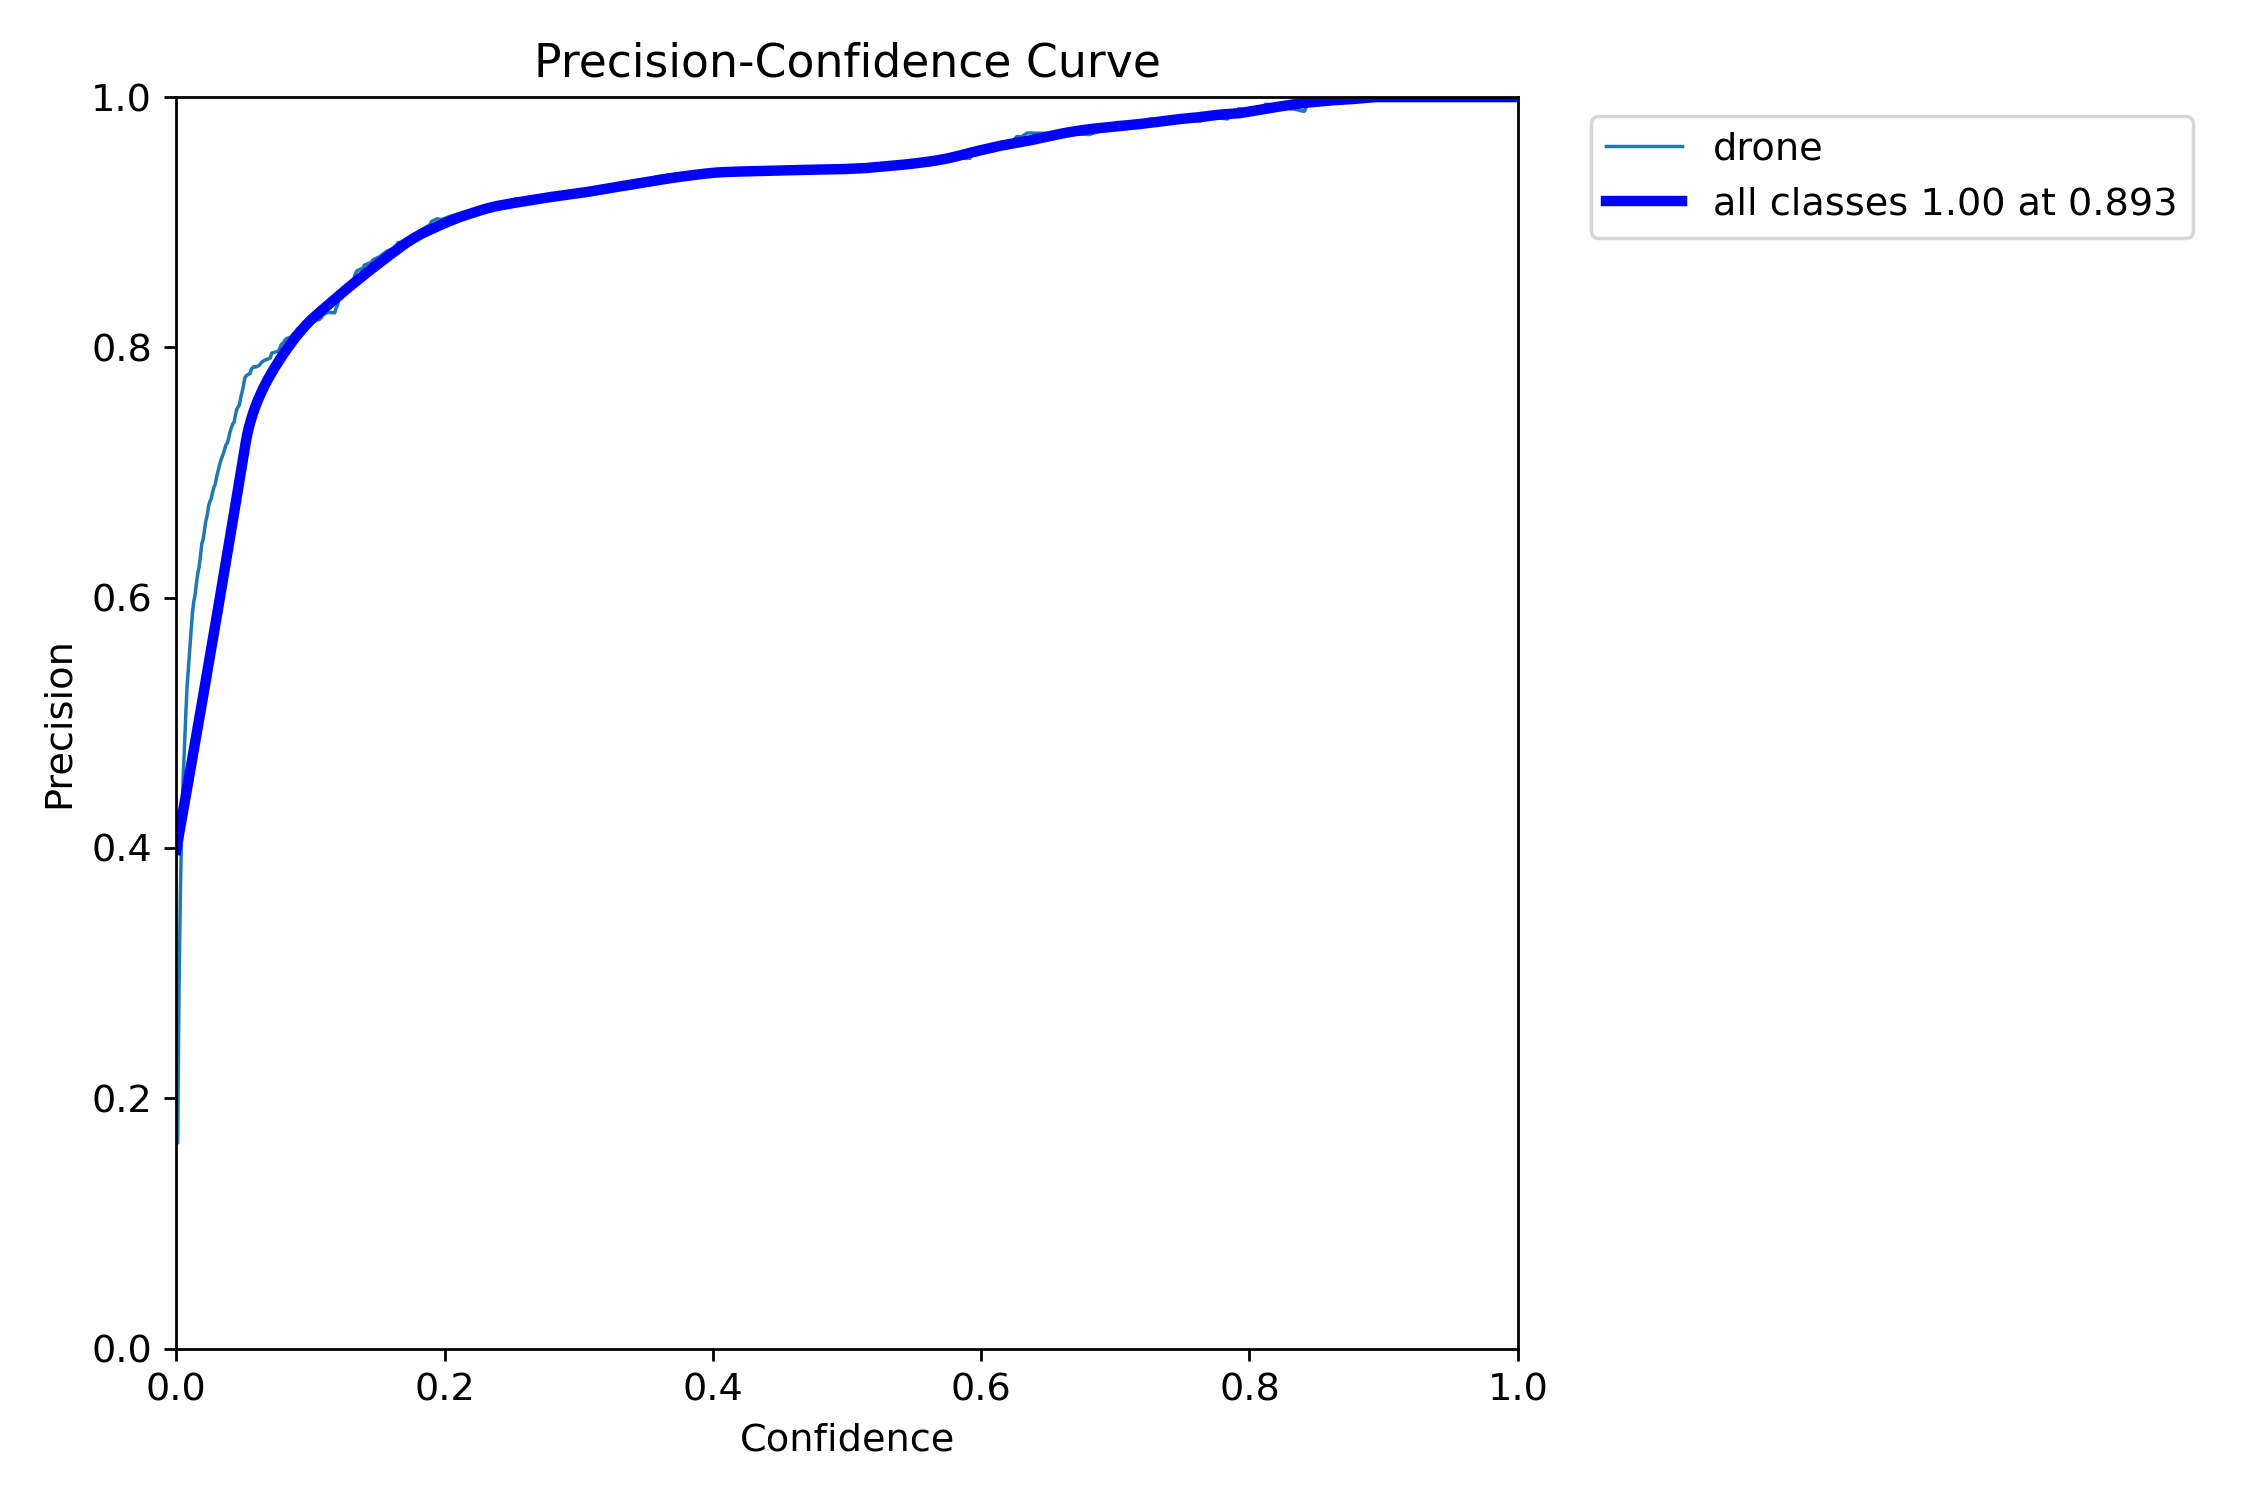 Precision-Confidence Curve
1.0
0.8
0.6
0.4
0.2
0.0
Precision
0.0 0.2 0.4 0.6 0.8 1.0
Confidence
drone
all classes 1.00 at 0.893